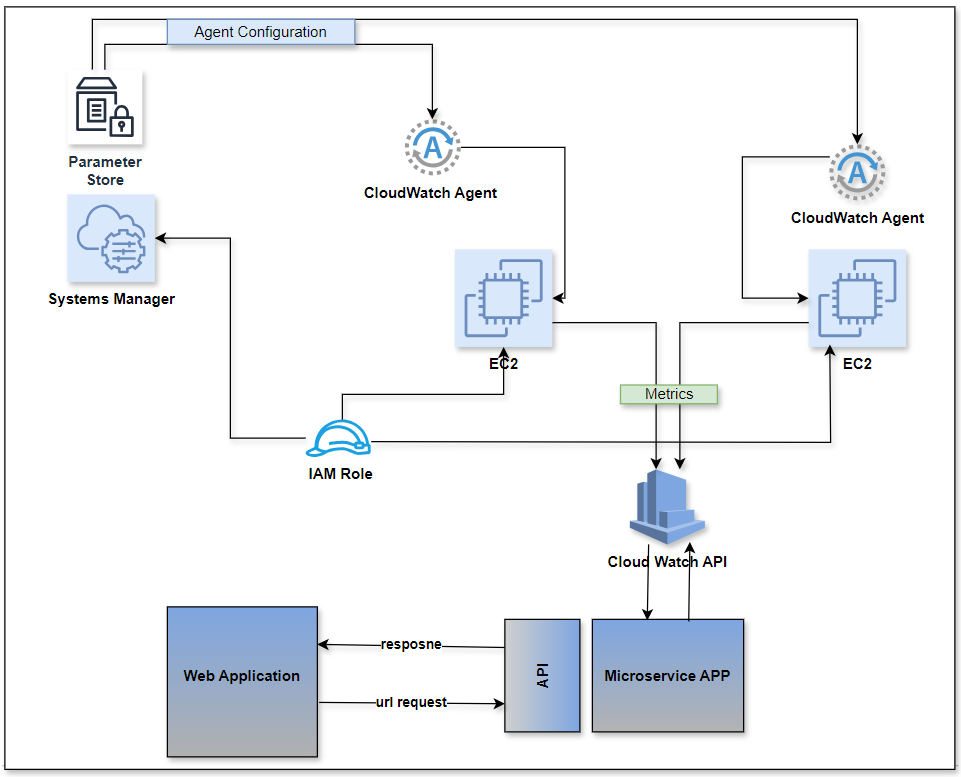 Agent Configuration
Parameter
Store
CloudWatch Agent
CloudWatch Agent
Systems Manager
EC2
EC2
Metrics
IAM Role
Cloud Watch API
resposne
Web Application
API
Microservice APP
url request